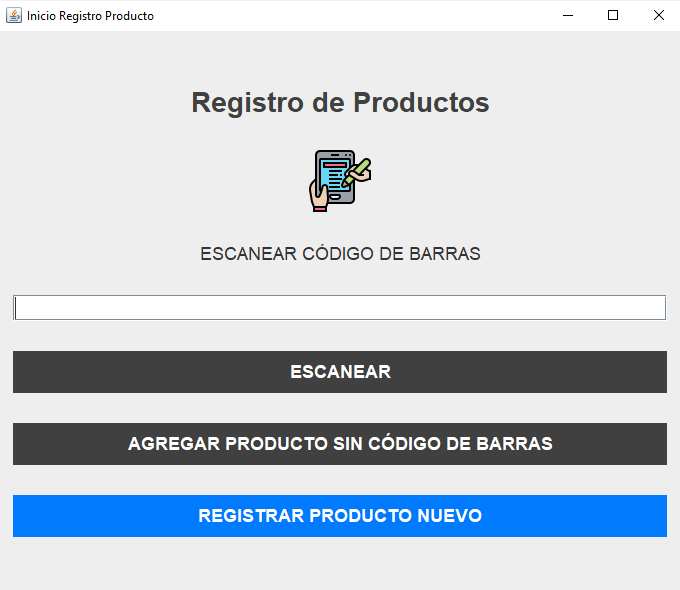 Inicio Registro Producto
Registro de Productos
ESCANEAR CÓDIGO DE BARRAS
ESCANEAR
AGREGAR PRODUCTO SIN CÓDIGO DE BARRAS
REGISTRAR PRODUCTO NUEVO